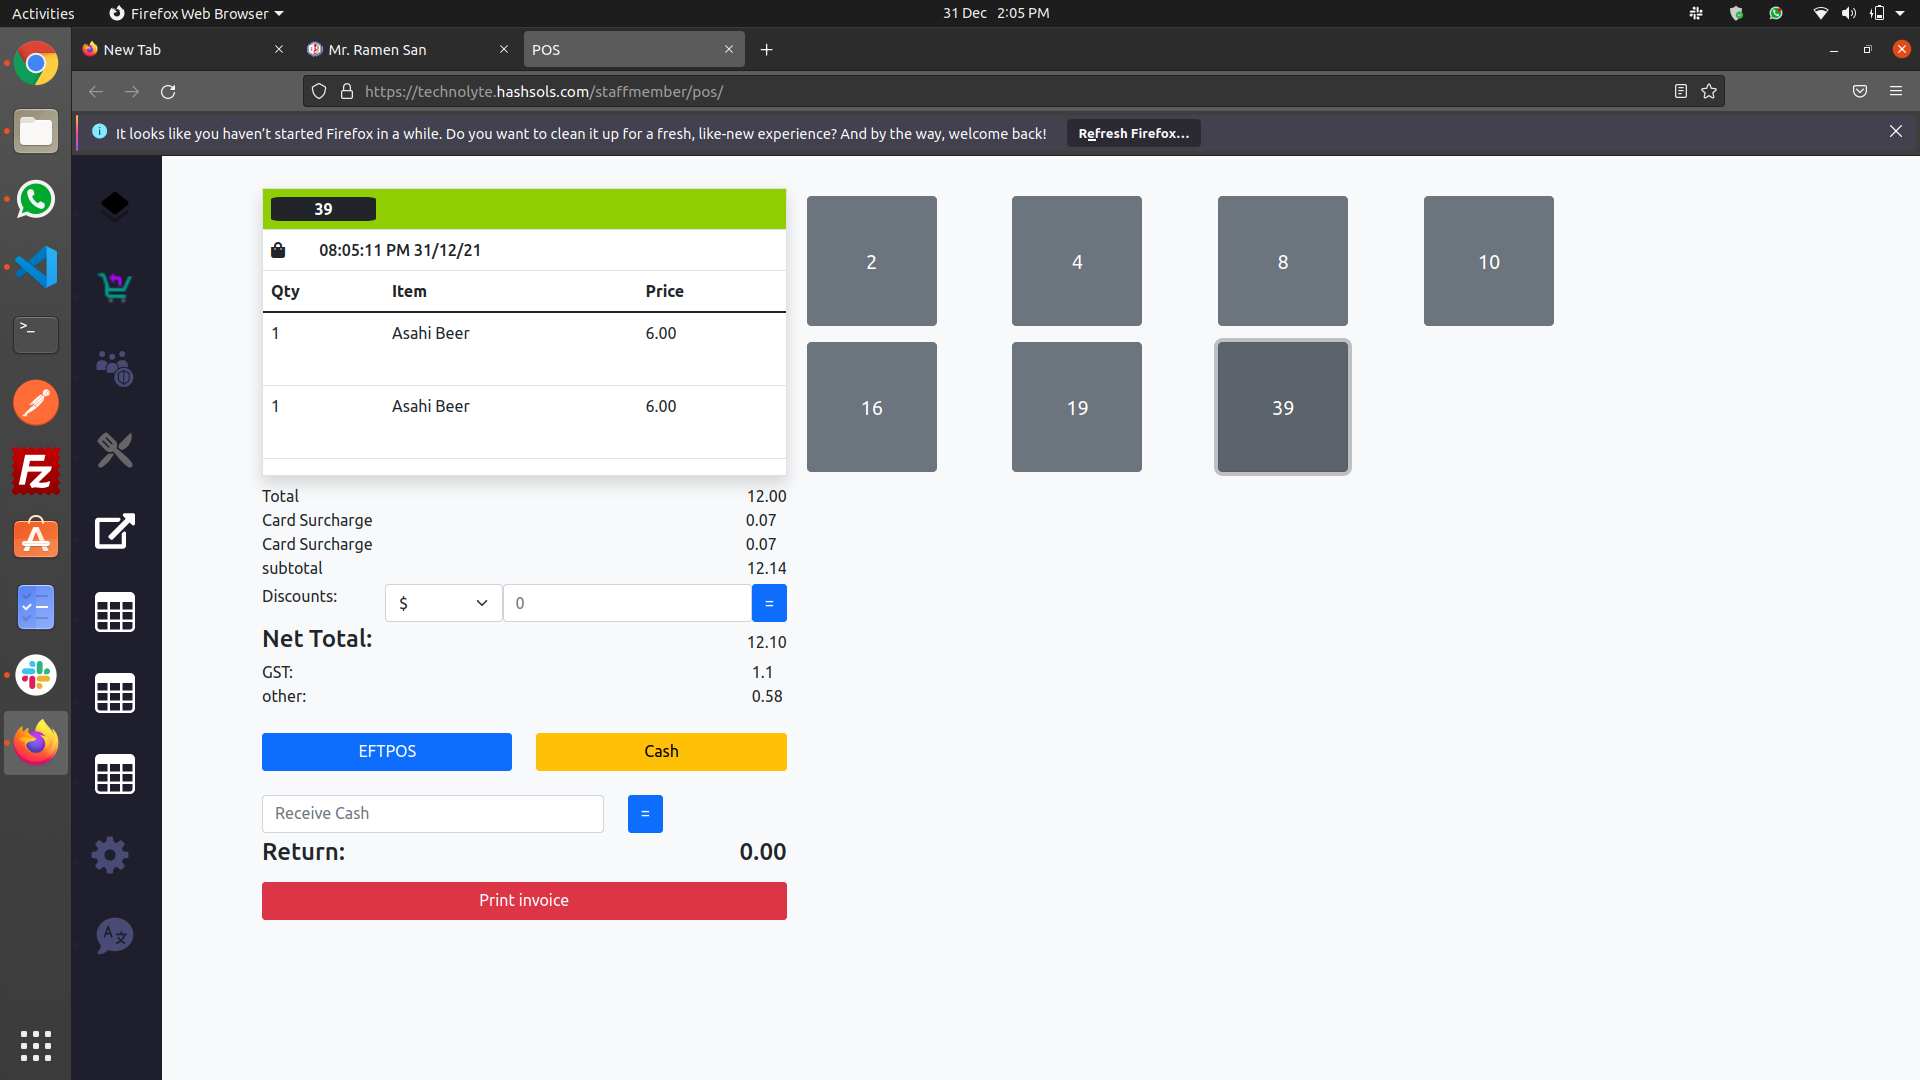 Activities
Firefox Web Browser
31 Dec 2:05 PM
New Tab
Mr. Ramen San
POS
https://technolyte.hashsols.com/staffmember/pos/
It looks like you haven’t started Firefox in a while. Do you want to clean it up for a fresh, like-new experience? And by the way, welcome back!
Refresh Firefox…
39
08:05:11 PM 31/12/21
Qty Item Price
1 Asahi Beer 6.00
1 Asahi Beer 6.00
Total 12.00
Card Surcharge 0.07
Card Surcharge 0.07
subtotal 12.14
Discounts: $ 0 =
Net Total: 12.10
GST: 1.1
other: 0.58
EFTPOS Cash
Receive Cash =
Return: 0.00
Print invoice
2 4 8 10
16 19 39